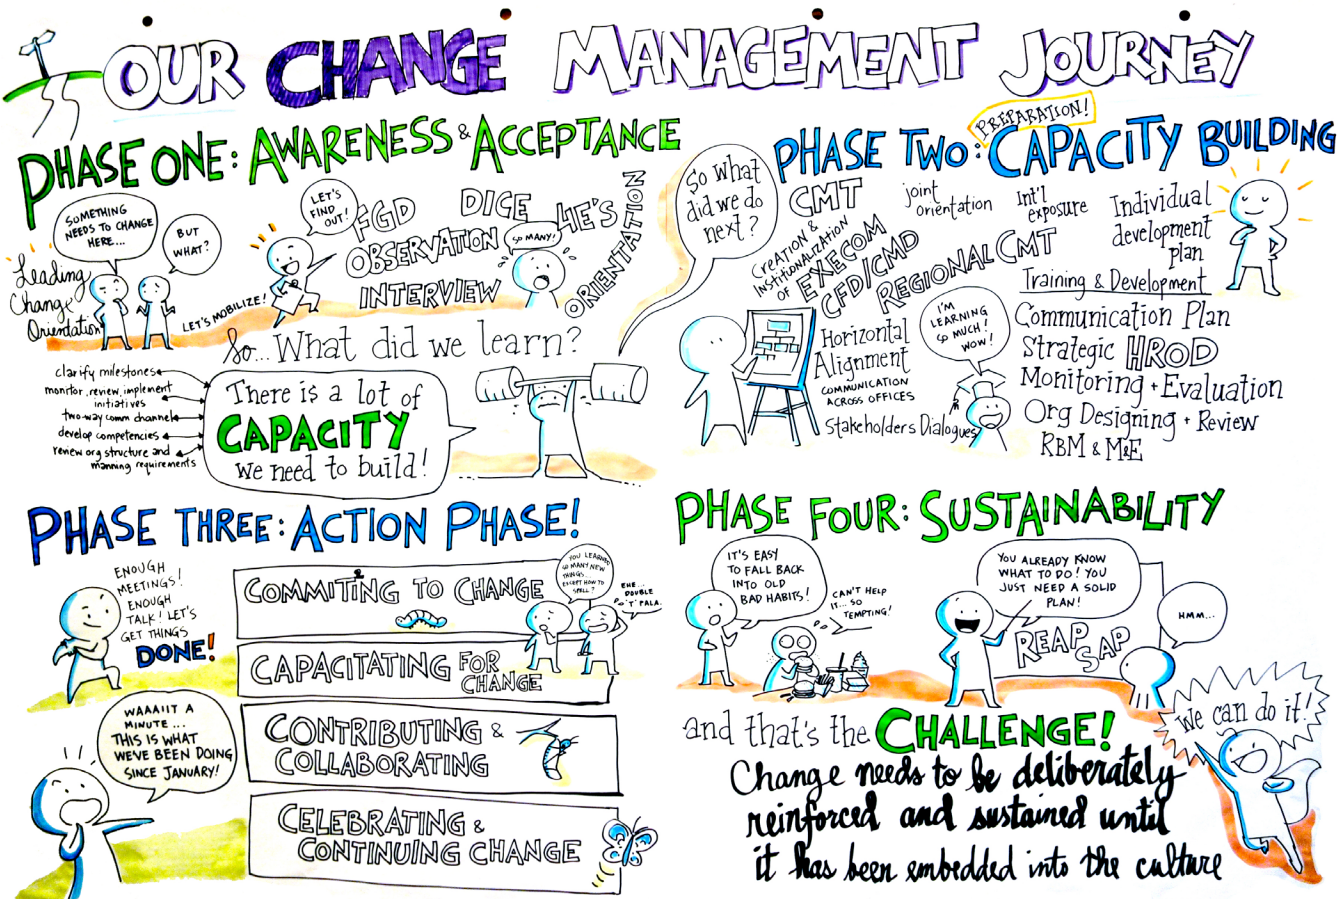 OUR CHANGE MANAGEMENT JOURNEY
PHASE ONE: AWARENESS & ACCEPTANCE
SOMETHING
NEEDS TO CHANGE
HERE...
BUT
WHAT?
Leading
Change
Orientation
LET'S MOBILIZE!
LET'S
FIND
OUT!
FGD
DICE
4E'S
OBSERVATION
SO MANY!
INTERVIEW
ORIENTATION
So... What did we learn?
clarify milestones
monitor, review, implement
initiatives
two-way comm channel
develop competencies
review org structure and
manning requirements
There is a lot of
CAPACITY
we need to build!
So what
did we do
next?
PREPARATION!
PHASE TWO: CAPACITY BUILDING
CMT
CREATION &
Institutionalization
OF EXECOM
CFD/ICMD
REGIONAL CMT
joint
orientation
Int'l
exposure
Individual
development
plan
Training & Development
Horizontal
Alignment
COMMUNICATION
ACROSS OFFICES
Stakeholders Dialogues
I'M
LEARNING
SO MUCH!
WOW!
Communication Plan
Strategic HROD
Monitoring + Evaluation
Org Designing + Review
RBM & M&E
PHASE THREE: ACTION PHASE!
ENOUGH
MEETINGS!
ENOUGH
TALK! LET'S
GET THINGS
DONE!
WAAAIIT A
MINUTE...
THIS IS WHAT
WE'VE BEEN DOING
SINCE JANUARY!
COMMITING TO CHANGE
YOU LEARNED
SO MANY NEW
THINGS.
EXCEPT HOW TO
SPELL?
EHE...
DOUBLE
"T" PALA.
CAPACITATING FOR
CHANGE
CONTRIBUTING &
COLLABORATING
CELEBRATING &
CONTINUING CHANGE
PHASE FOUR: SUSTAINABILITY
IT'S EASY
TO FALL BACK
INTO OLD
BAD HABITS!
CAN'T HELP
IT... SO
TEMPTING!
YOU ALREADY KNOW
WHAT TO DO! YOU
JUST NEED A SOLID
PLAN!
REAP
SAP
HMM...
and that's the CHALLENGE!
We can do it!
Change needs to be deliberately
reinforced and sustained until
it has been embedded into the culture